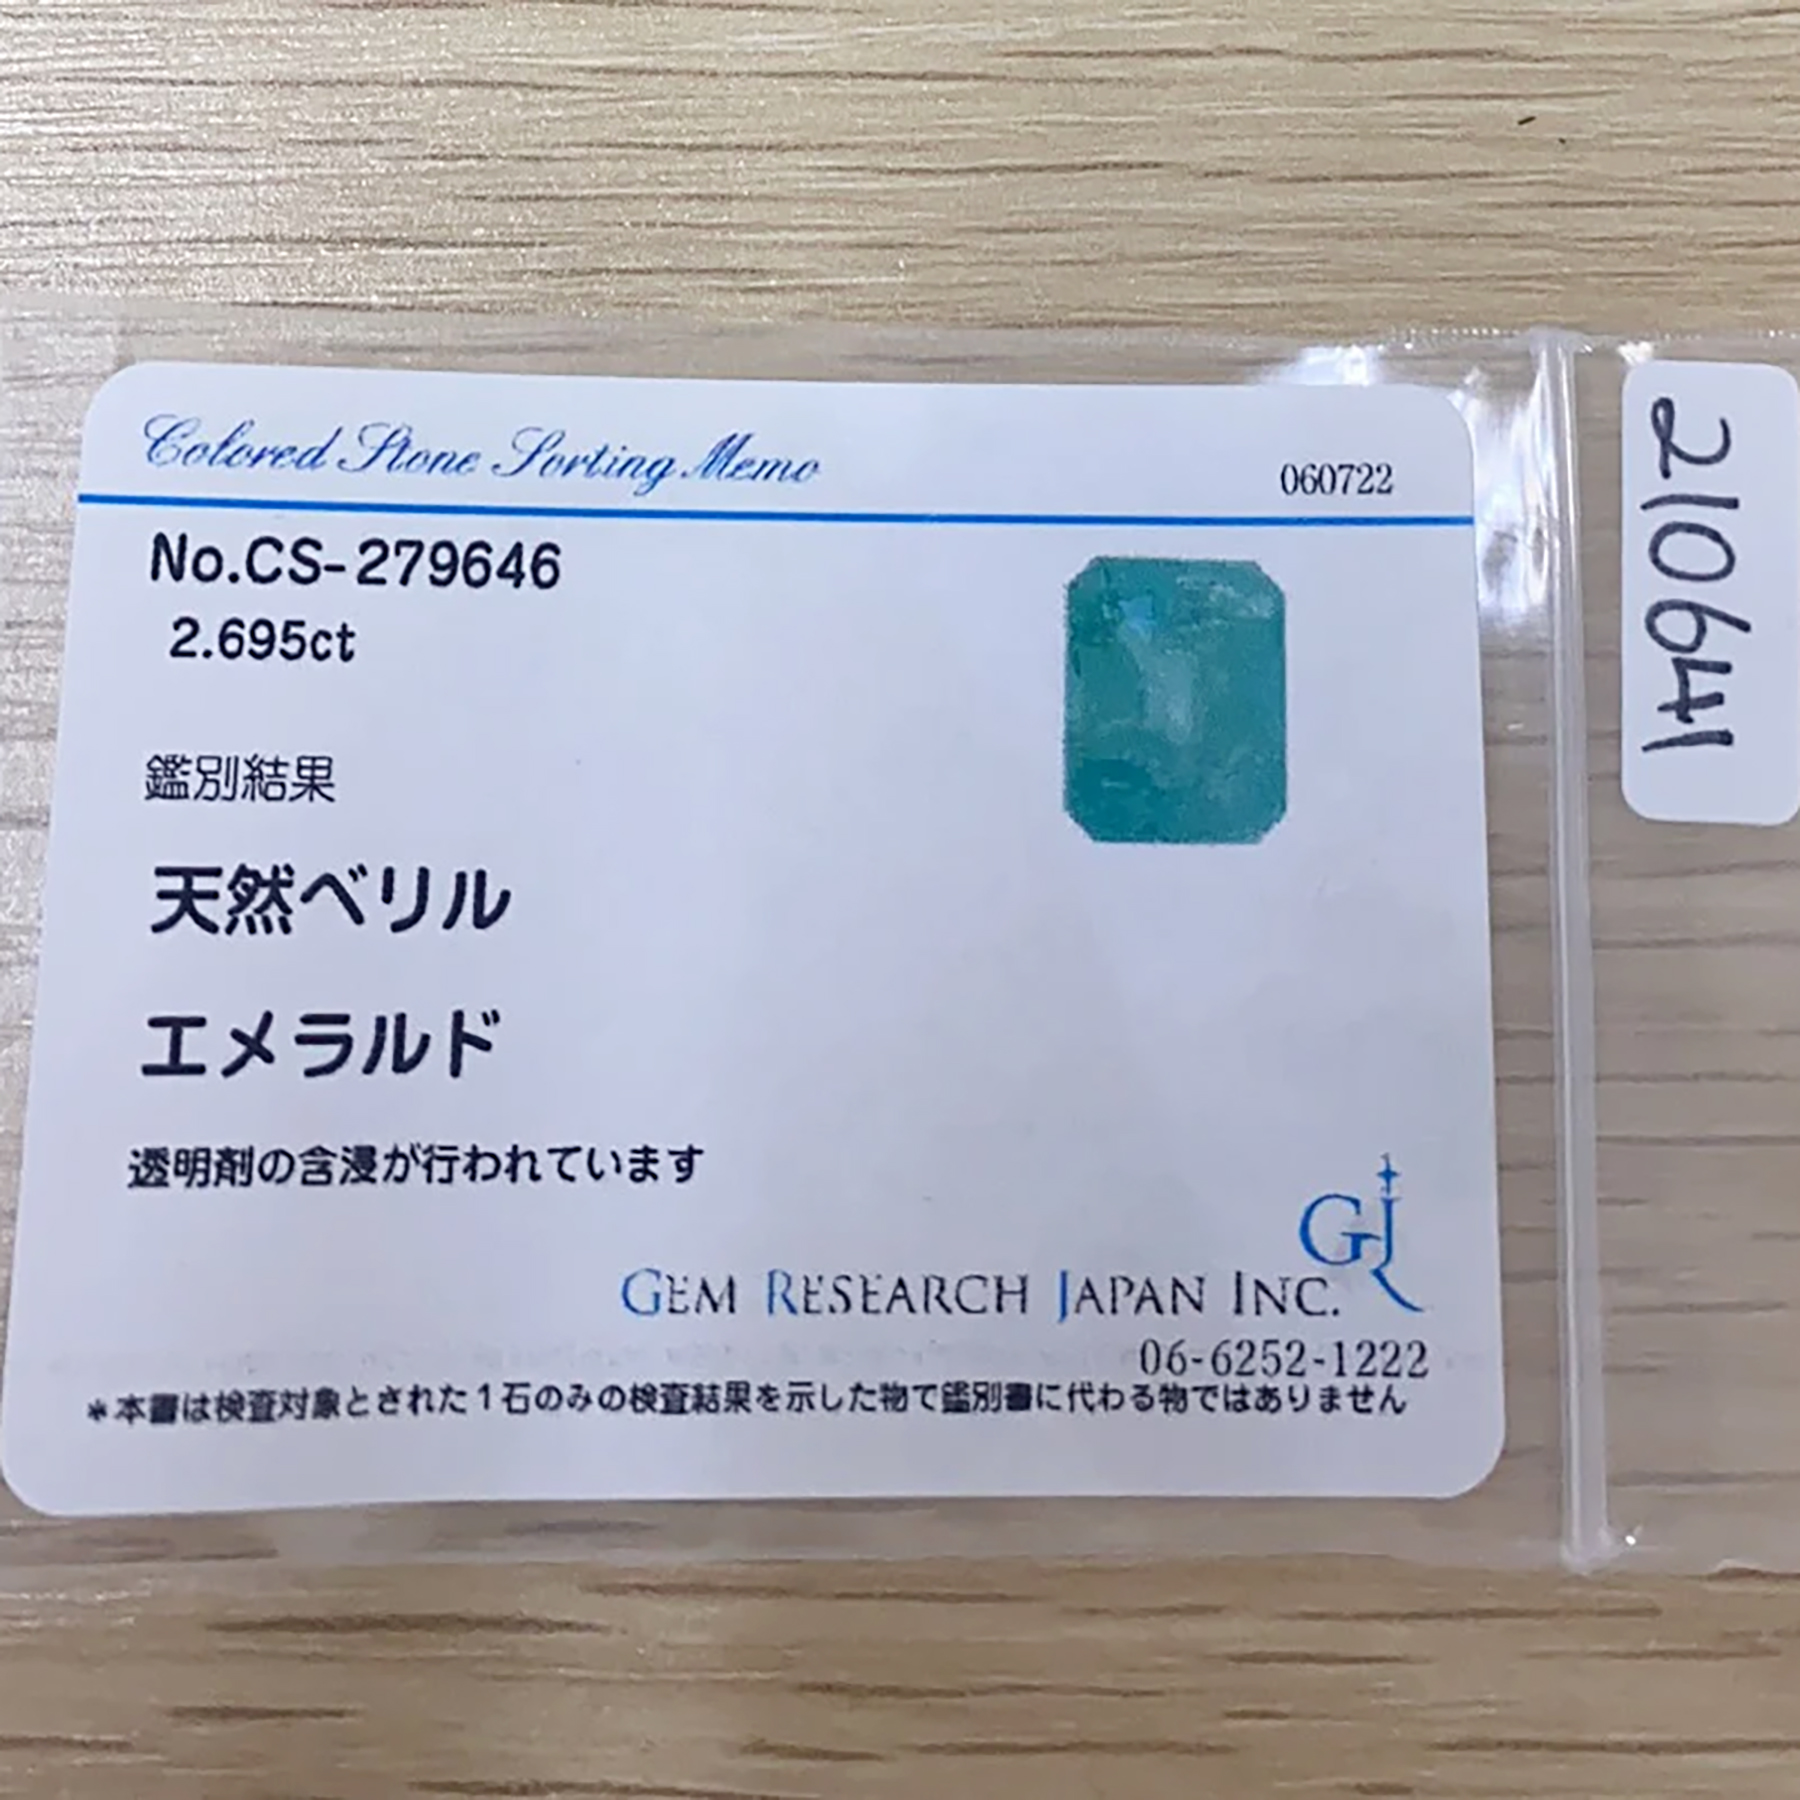 Colored Stone Sorting Memo
060722
No.CS-279646
2.695ct
鑑別結果
天然ベリル
エメラルド
透明剤の含浸が行われています
GJR
GEM RESEARCH JAPAN INC.
06-6252-1222
*本書は検査対象とされた1石のみの検査結果を示した物で鑑別書に代わる物ではありません
210641